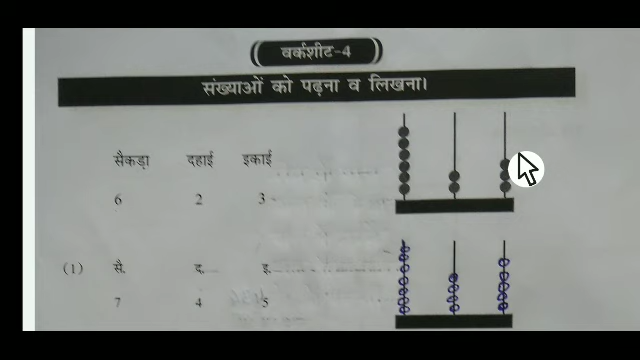 वर्कशीट-4
संख्याओं को पढ़ना व लिखना।
सैकड़ा दहाई इकाई
6 2 3
(1) सै. द. इ.
7 4 5